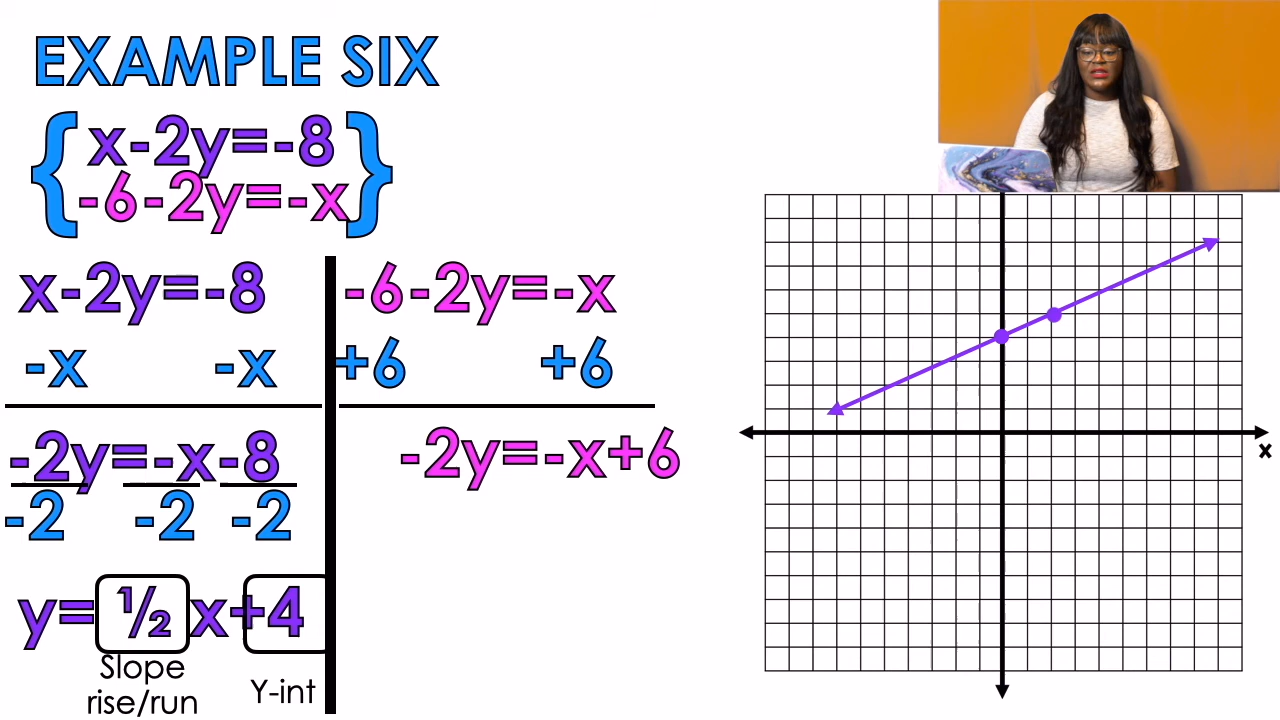 EXAMPLE SIX
{x-2y=-8
-6-2y=-x}
x-2y=-8
-x -x
-2y=-x-8
-2 -2 -2
y=½x+4
Slope
rise/run
Y-int
-6-2y=-x
+6 +6
-2y=-x+6
x